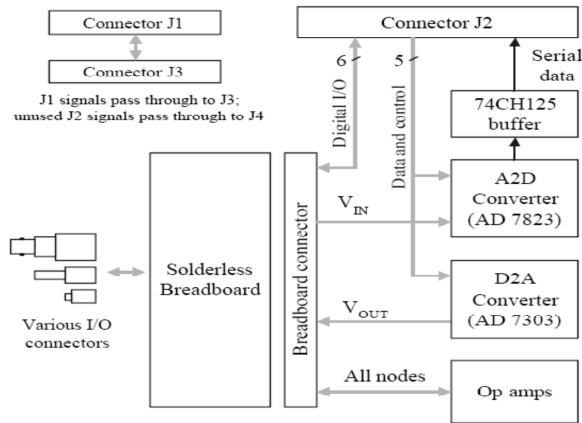 Connector J1
Connector J3
J1 signals pass through to J3;
unused J2 signals pass through to J4
Connector J2
6
5
Digital I/O
Data and control
Serial
data
74CH125
buffer
A2D
Converter
(AD 7823)
VIN
Solderless
Breadboard
Breadboard connector
D2A
Converter
(AD 7303)
VOUT
Various I/O
connectors
All nodes
Op amps